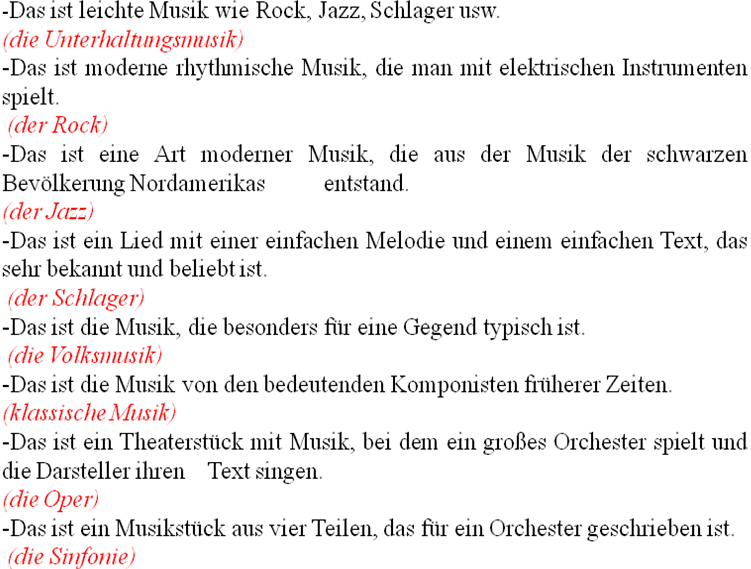 -Das ist leichte Musik wie Rock, Jazz, Schlager usw.
(die Unterhaltungsmusik)
-Das ist moderne rhythmische Musik, die man mit elektrischen Instrumenten
spielt.
(der Rock)
-Das ist eine Art moderner Musik, die aus der Musik der schwarzen
Bevölkerung Nordamerikas entstand.
(der Jazz)
-Das ist ein Lied mit einer einfachen Melodie und einem einfachen Text, das
sehr bekannt und beliebt ist.
(der Schlager)
-Das ist die Musik, die besonders für eine Gegend typisch ist.
(die Volksmusik)
-Das ist die Musik von den bedeutenden Komponisten früherer Zeiten.
(klassische Musik)
-Das ist ein Theaterstück mit Musik, bei dem ein großes Orchester spielt und
die Darsteller ihren Text singen.
(die Oper)
-Das ist ein Musikstück aus vier Teilen, das für ein Orchester geschrieben ist.
(die Sinfonie)